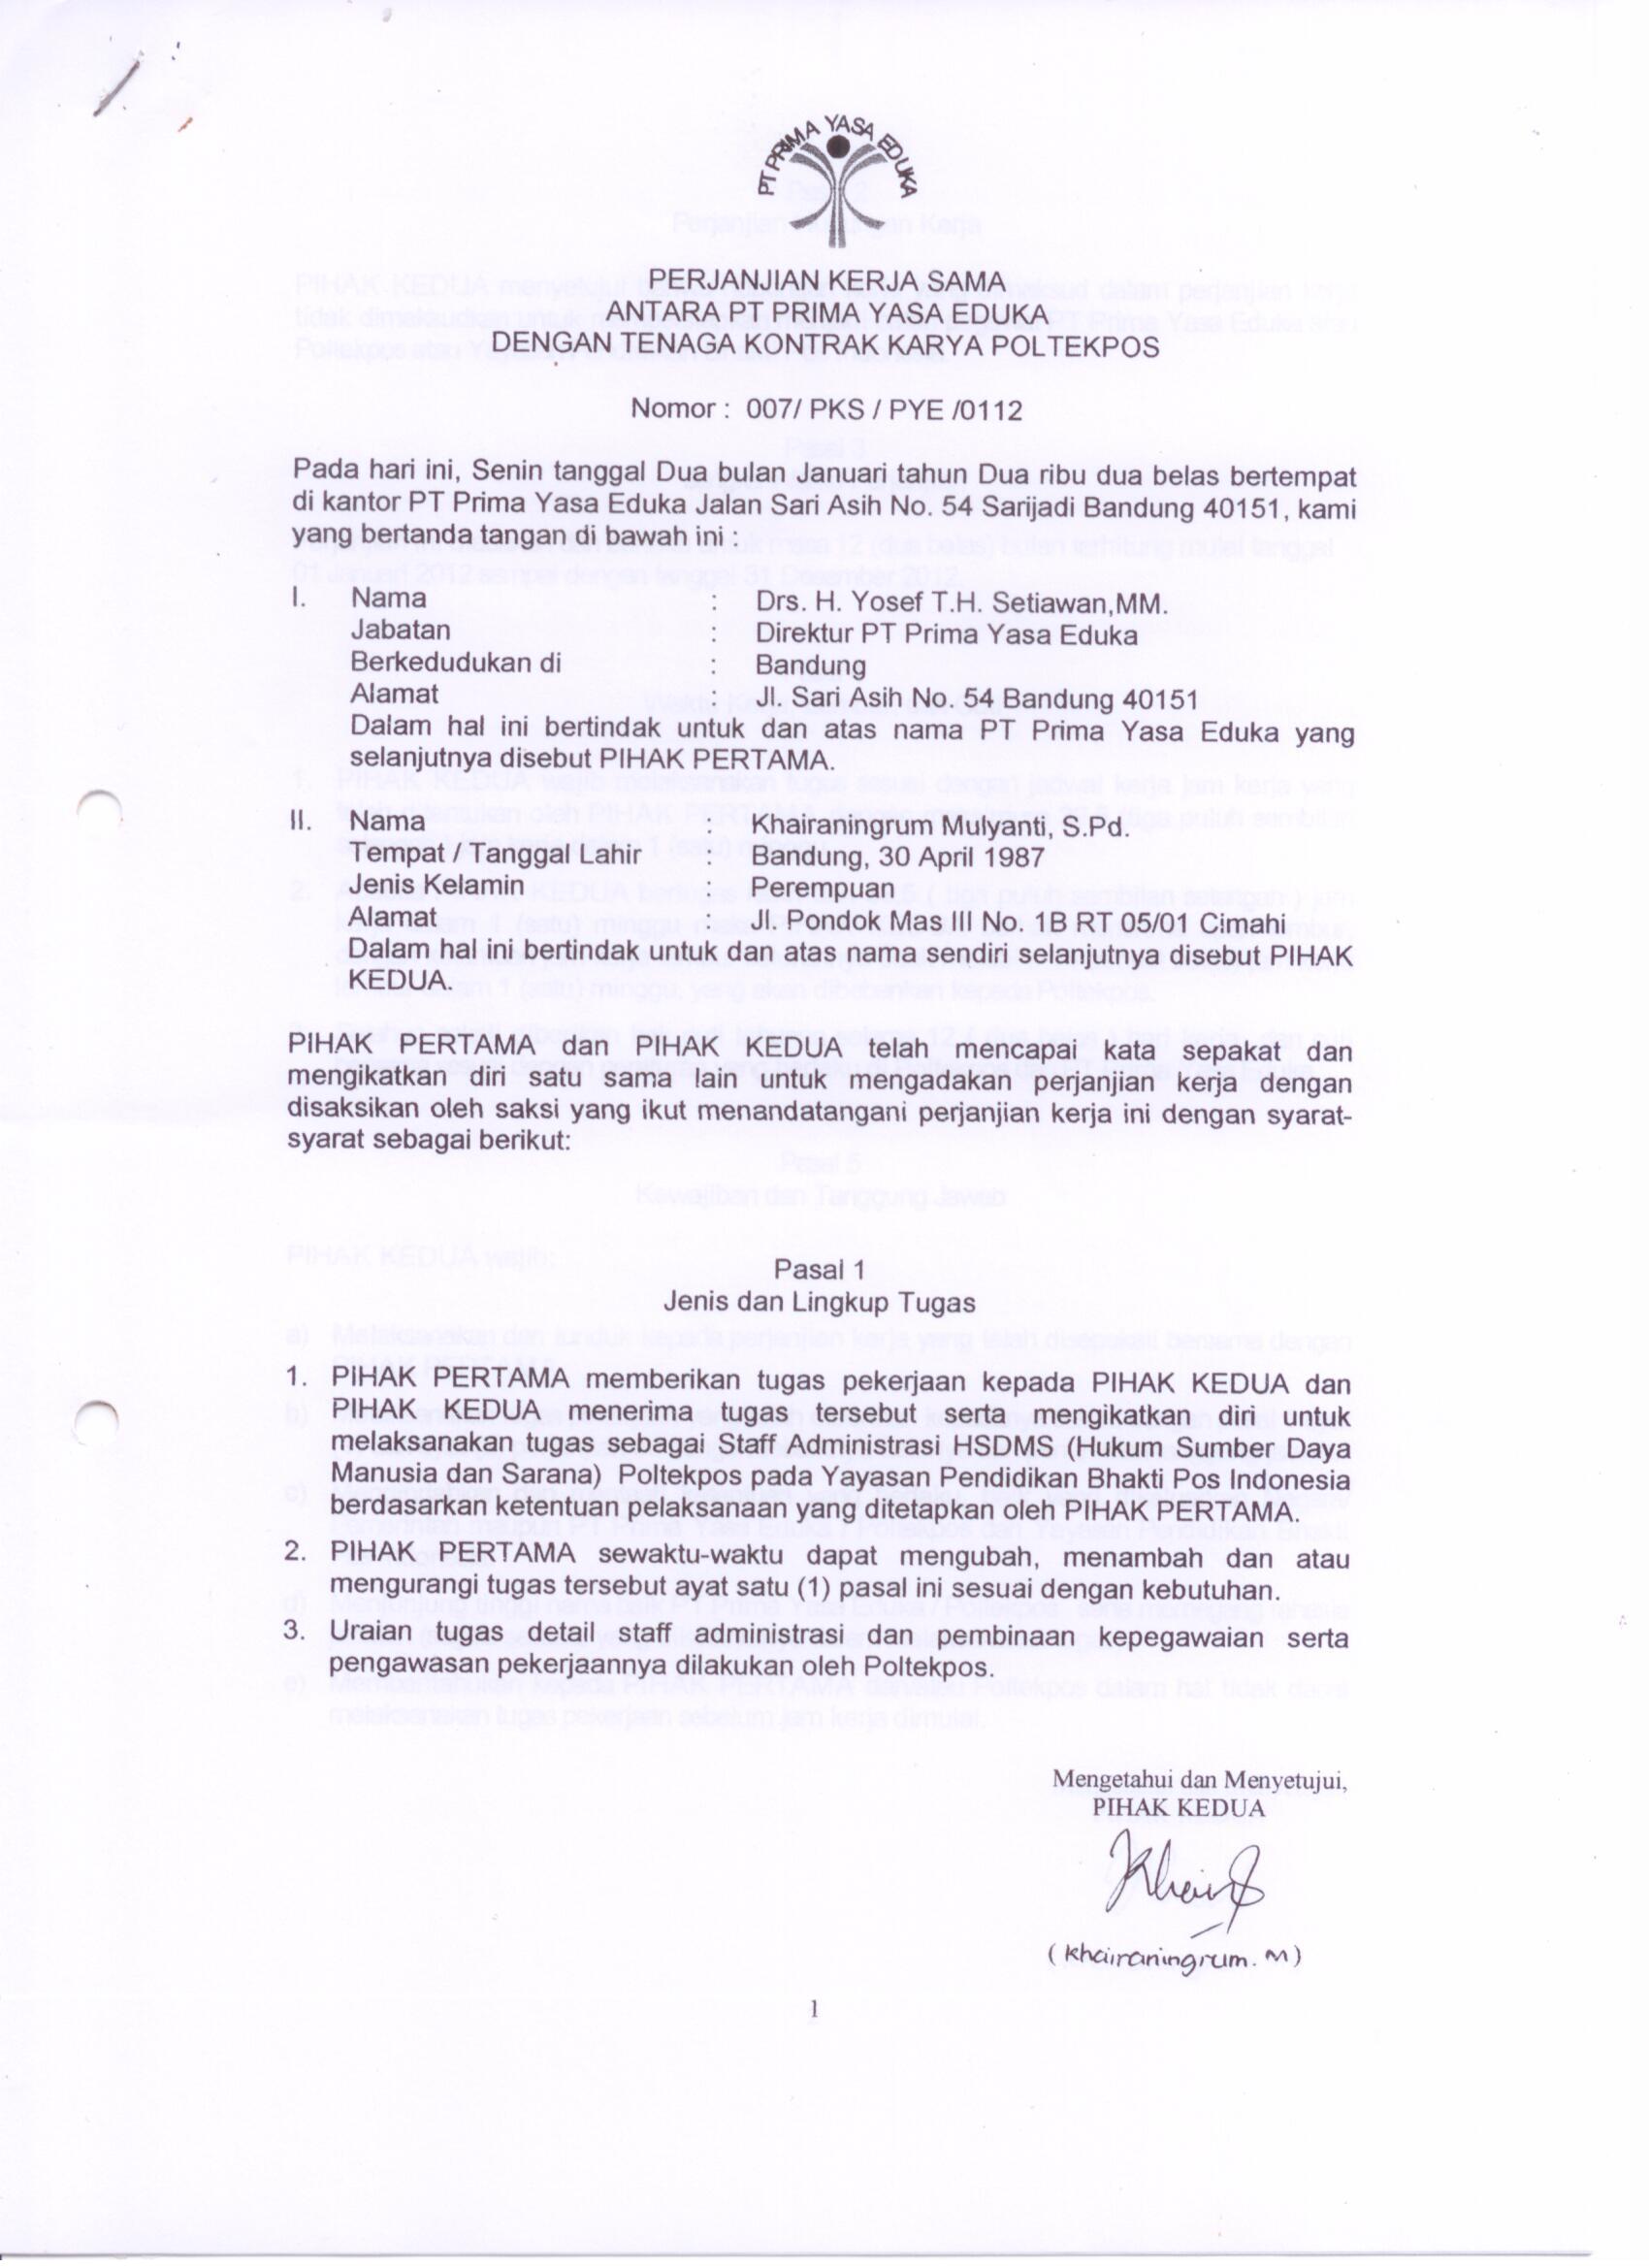 PT PRIMA YASA EDUKA
PERJANJIAN KERJA SAMA
ANTARA PT PRIMA YASA EDUKA
DENGAN TENAGA KONTRAK KARYA POLTEKPOS
Nomor : 007/ PKS / PYE /0112
Pada hari ini, Senin tanggal Dua bulan Januari tahun Dua ribu dua belas bertempat
di kantor PT Prima Yasa Eduka Jalan Sari Asih No. 54 Sarijadi Bandung 40151, kami
yang bertanda tangan di bawah ini :
I. Nama : Drs. H. Yosef T.H. Setiawan,MM.
Jabatan : Direktur PT Prima Yasa Eduka
Berkedudukan di : Bandung
Alamat : Jl. Sari Asih No. 54 Bandung 40151
Dalam hal ini bertindak untuk dan atas nama PT Prima Yasa Eduka yang
selanjutnya disebut PIHAK PERTAMA.
II. Nama : Khairaningrum Mulyanti, S.Pd.
Tempat / Tanggal Lahir : Bandung, 30 April 1987
Jenis Kelamin : Perempuan
Alamat : Jl. Pondok Mas III No. 1B RT 05/01 Cimahi
Dalam hal ini bertindak untuk dan atas nama sendiri selanjutnya disebut PIHAK
KEDUA.
PIHAK PERTAMA dan PIHAK KEDUA telah mencapai kata sepakat dan
mengikatkan diri satu sama lain untuk mengadakan perjanjian kerja dengan
disaksikan oleh saksi yang ikut menandatangani perjanjian kerja ini dengan syarat-
syarat sebagai berikut:
Pasal 1
Jenis dan Lingkup Tugas
1. PIHAK PERTAMA memberikan tugas pekerjaan kepada PIHAK KEDUA dan
PIHAK KEDUA menerima tugas tersebut serta mengikatkan diri untuk
melaksanakan tugas sebagai Staff Administrasi HSDMS (Hukum Sumber Daya
Manusia dan Sarana) Poltekpos pada Yayasan Pendidikan Bhakti Pos Indonesia
berdasarkan ketentuan pelaksanaan yang ditetapkan oleh PIHAK PERTAMA.
2. PIHAK PERTAMA sewaktu-waktu dapat mengubah, menambah dan atau
mengurangi tugas tersebut ayat satu (1) pasal ini sesuai dengan kebutuhan.
3. Uraian tugas detail staff administrasi dan pembinaan kepegawaian serta
pengawasan pekerjaannya dilakukan oleh Poltekpos.
Mengetahui dan Menyetujui,
PIHAK KEDUA
(khairaningrum. M)
1